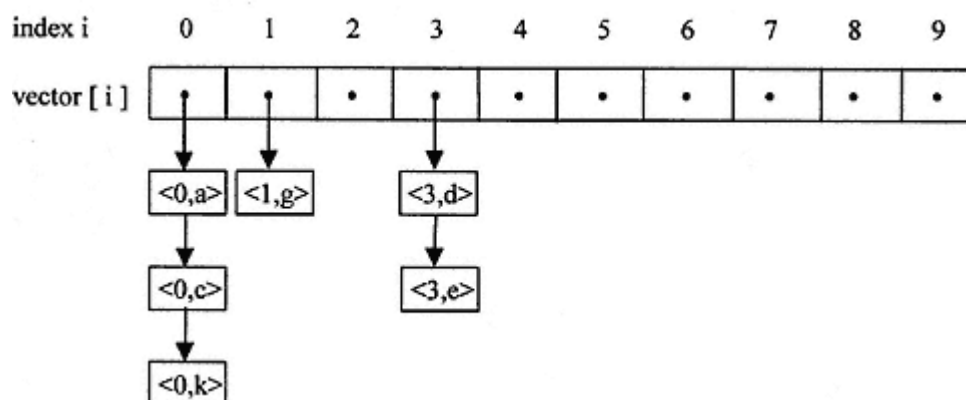 index i 0 1 2 3 4 5 6 7 8 9
vector [ i ]
<0,a> <1,g> <3,d>
<0,c> <3,e>
<0,k>